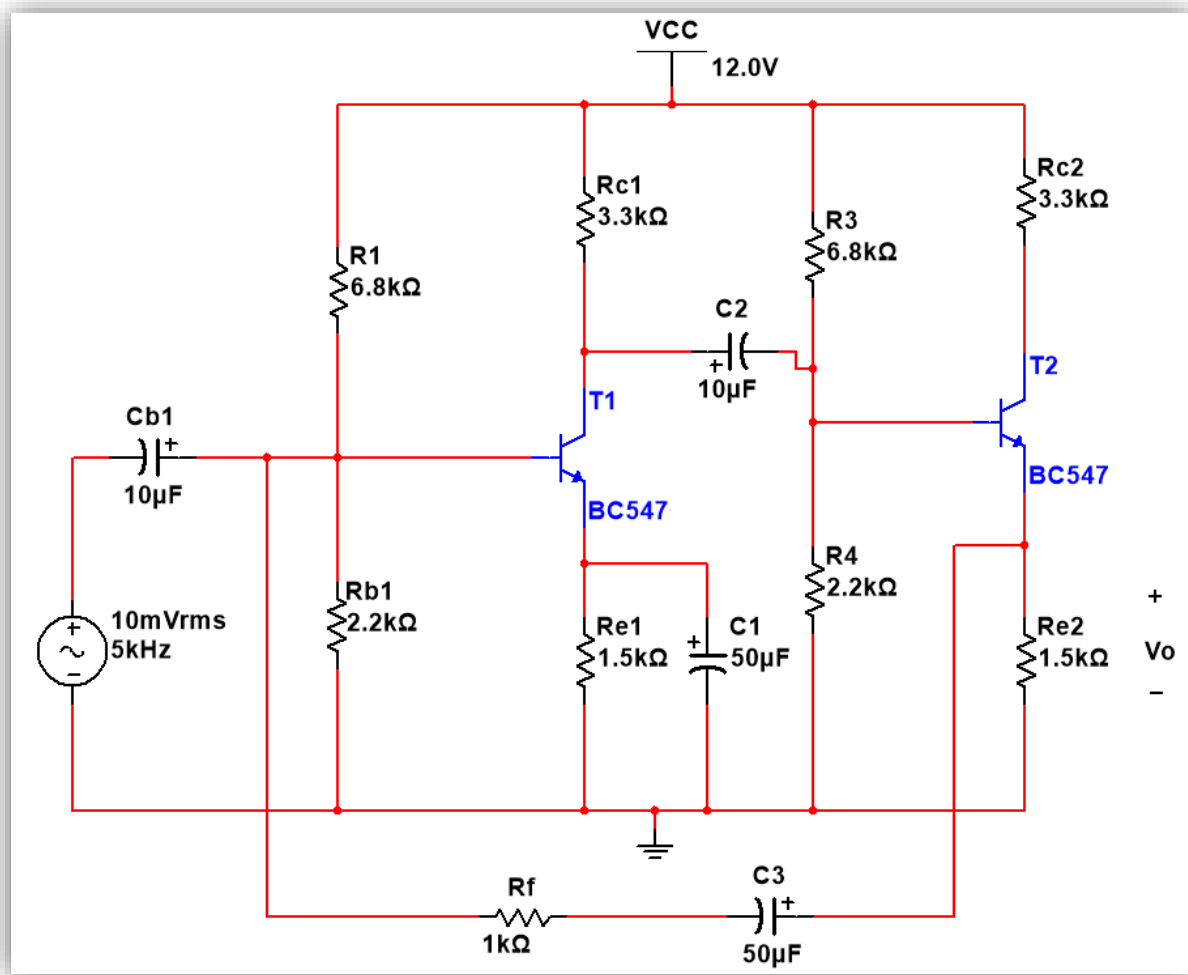 VCC
12.0V
Rc1
3.3kΩ
Rc2
3.3kΩ
R3
6.8kΩ
R1
6.8kΩ
C2
+
10µF
T2
T1
Cb1
+
10µF
BC547
BC547
R4
2.2kΩ
Rb1
2.2kΩ
10mVrms
5kHz
+
~
−
Re1
1.5kΩ
+
C1
50µF
Re2
1.5kΩ
+
Vo
−
Rf
1kΩ
C3
+
50µF